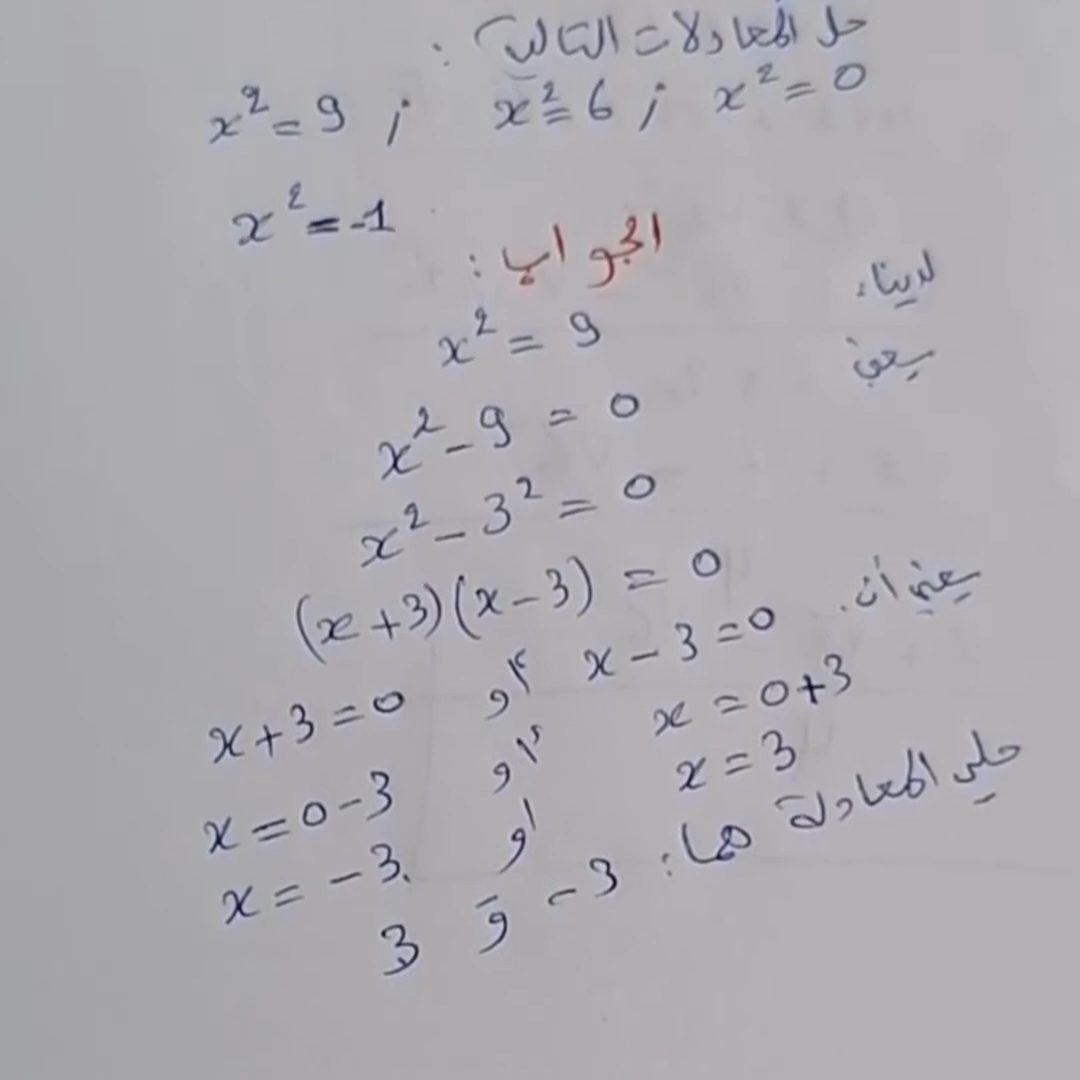 حل المعادلات التالية :
x² = 9 ; x² = 6 ; x² = 0
x² = -1
الجواب :
لدينا:
x² = 9
يعني
x² - 9 = 0
x² - 3² = 0
(x+3)(x-3) = 0
يعني أن.
x+3=0 أو x-3=0
x=0-3 أو x=0+3
x=-3. او x=3
حلي المعادلة هما:
3 و -3